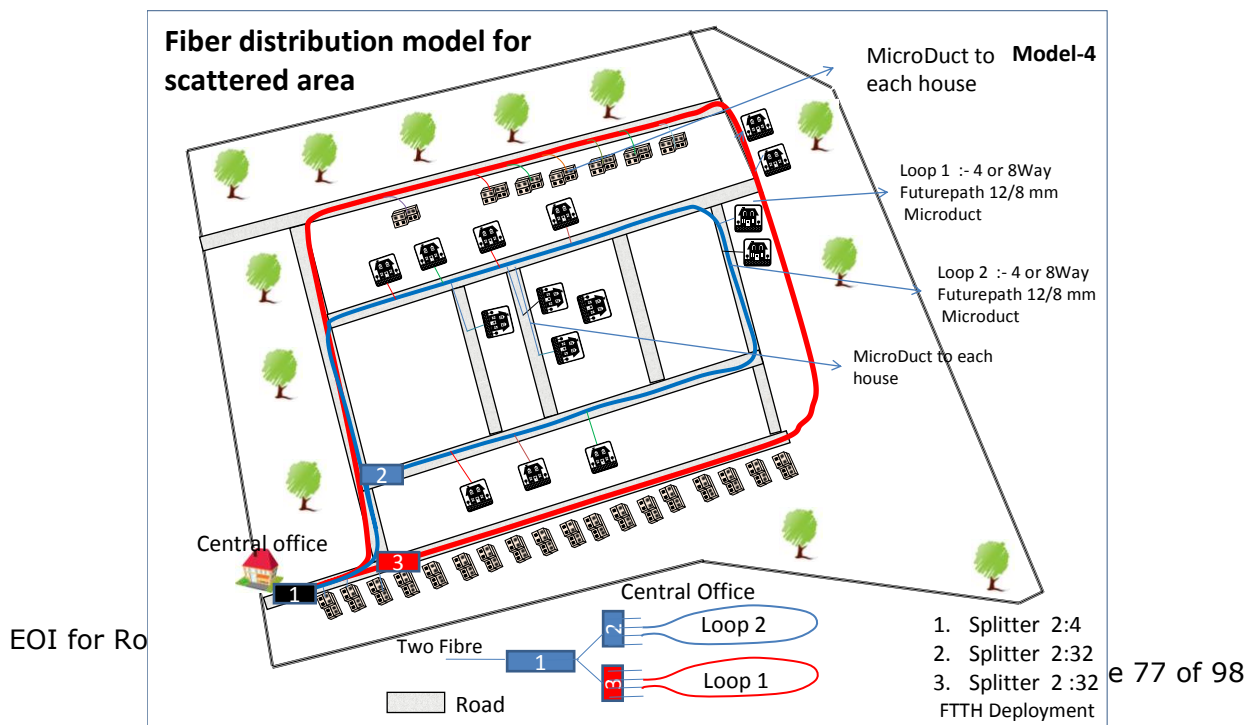 Fiber distribution model for
scattered area
MicroDuct to
each house
Model-4
Loop 1 :- 4 or 8Way
Futurepath 12/8 mm
Microduct
Loop 2 :- 4 or 8Way
Futurepath 12/8 mm
Microduct
MicroDuct to each
house
2
Central office
3
1
Central Office
EOI for Ro
Two Fibre
1
2
Loop 2
3
Loop 1
Road
1. Splitter 2:4
2. Splitter 2:32
3. Splitter 2 :32
FTTH Deployment
e 77 of 98